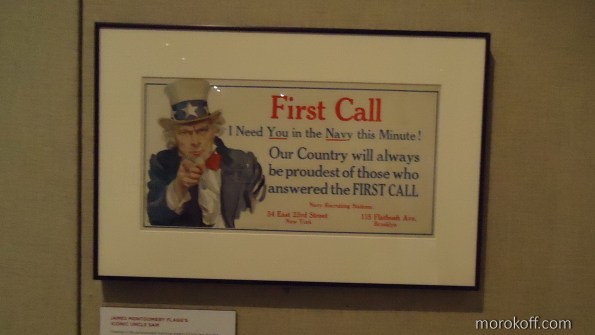 First Call
I Need You in the Navy this Minute!
Our Country will always
be proudest of those who
answered the FIRST CALL
Navy Recruiting Stations
34 East 23rd Street
New York
115 Flatbush Ave.
Brooklyn
JAMES MONTGOMERY FLAGG'S
ICONIC UNCLE SAM
morokoff.com